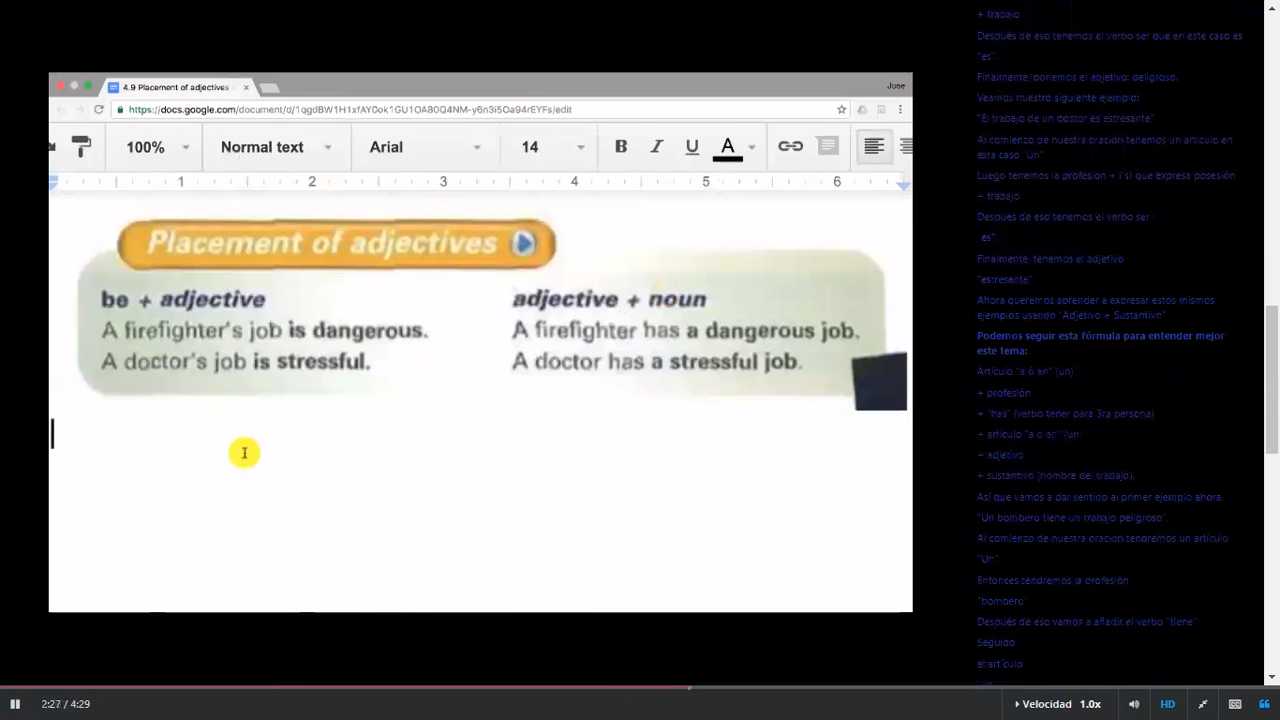 4.9 Placement of adjectives
Jose
https://docs.google.com/document/d/1qgdBW1H1xfAYOok1GU1OA80Q4NM-y6n3i5Oa94rEYFs/edit
100% Normal text Arial 14 B I U A
1 2 3 4 5 6
Placement of adjectives
be + adjective
A firefighter's job is dangerous.
A doctor's job is stressful.
adjective + noun
A firefighter has a dangerous job.
A doctor has a stressful job.
+ trabajo
Después de eso tenemos el verbo ser que en este caso es
"es".
Finalmente, ponemos el adjetivo: peligroso.
Veamos nuestro siguiente ejemplo:
"El trabajo de un doctor es estresante"
Al comienzo de nuestra oración tenemos un artículo en
este caso "Un"
Luego tenemos la profesión + ('s) que expresa posesión
+ trabajo
Después de eso tenemos el verbo ser
"es".
Finalmente, tenemos el adjetivo
"estresante"
Ahora queremos aprender a expresar estos mismos
ejemplos usando "Adjetivo + Sustantivo"
Podemos seguir esta fórmula para entender mejor
este tema:
Artículo "a ó an" (un)
+ profesión
+ "has" (verbo tener para 3ra persona)
+ artículo "a o an" (un)
+ adjetivo
+ sustantivo (nombre del trabajo).
Así que vamos a dar sentido al primer ejemplo ahora.
"Un bombero tiene un trabajo peligroso".
Al comienzo de nuestra oración tendremos un artículo
"Un".
Entonces tendremos la profesión
"bombero"
Después de eso vamos a añadir el verbo "tiene"
Seguido
el artículo
2:27 / 4:29
Velocidad 1.0x HD